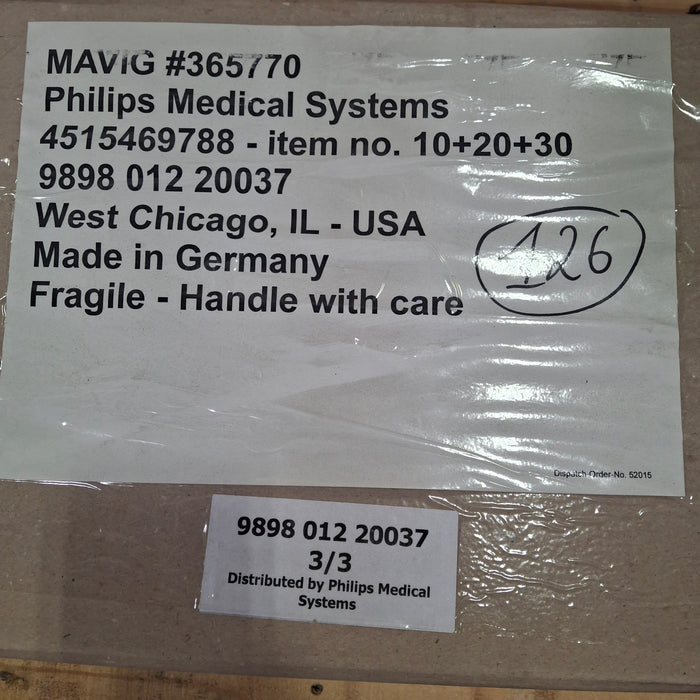 MAVIG #365770
Philips Medical Systems
4515469788 - item no. 10+20+30
9898 012 20037
West Chicago, IL - USA
Made in Germany
Fragile - Handle with care
126
Dispatch-Order-No. 52015
9898 012 20037
3/3
Distributed by Philips Medical
Systems